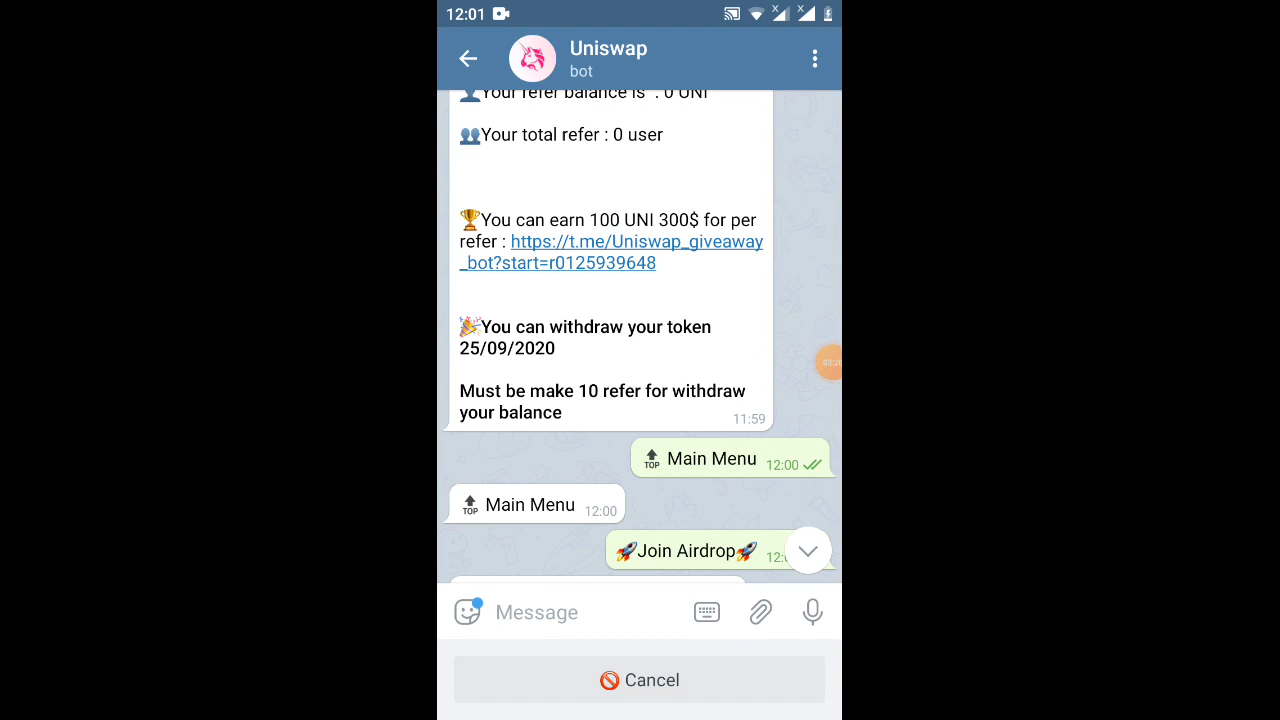 12:01
Uniswap
bot
Your refer balance is : 0 UNI
Your total refer : 0 user
You can earn 100 UNI 300$ for per
refer : https://t.me/Uniswap_giveaway
_bot?start=r0125939648
You can withdraw your token
25/09/2020
Must be make 10 refer for withdraw
your balance
11:59
TOP Main Menu 12:00
TOP Main Menu 12:00
Join Airdrop
Message
Cancel